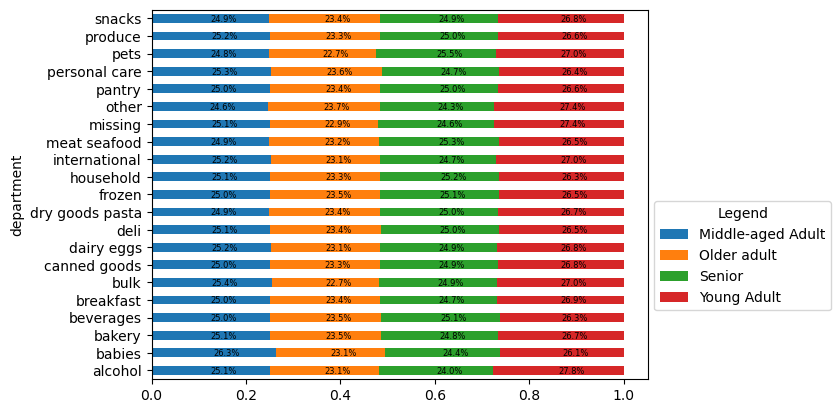 snacks 24.9% 23.4% 24.9% 26.8%
produce 25.2% 23.3% 25.0% 26.6%
pets 24.8% 22.7% 25.5% 27.0%
personal care 25.3% 23.6% 24.7% 26.4%
pantry 25.0% 23.4% 25.0% 26.6%
other 24.6% 23.7% 24.3% 27.4%
missing 25.1% 22.9% 24.6% 27.4%
meat seafood 24.9% 23.2% 25.3% 26.5%
international 25.2% 23.1% 24.7% 27.0%
household 25.1% 23.3% 25.2% 26.3%
frozen 25.0% 23.5% 25.1% 26.5%
dry goods pasta 24.9% 23.4% 25.0% 26.7%
deli 25.1% 23.4% 25.0% 26.5%
dairy eggs 25.2% 23.1% 24.9% 26.8%
canned goods 25.0% 23.3% 24.9% 26.8%
bulk 25.4% 22.7% 24.9% 27.0%
breakfast 25.0% 23.4% 24.7% 26.9%
beverages 25.0% 23.5% 25.1% 26.3%
bakery 25.1% 23.5% 24.8% 26.7%
babies 26.3% 23.1% 24.4% 26.1%
alcohol 25.1% 23.1% 24.0% 27.8%
0.0 0.2 0.4 0.6 0.8 1.0
department
Legend
Middle-aged Adult
Older adult
Senior
Young Adult